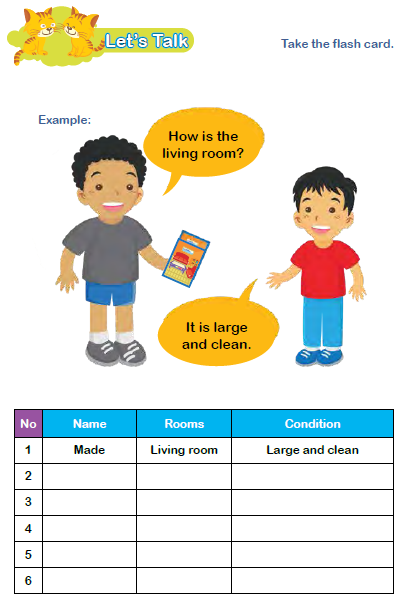 Let's Talk
Take the flash card.
Example:
How is the
living room?
It is large
and clean.
No Name Rooms Condition
1 Made Living room Large and clean
2
3
4
5
6